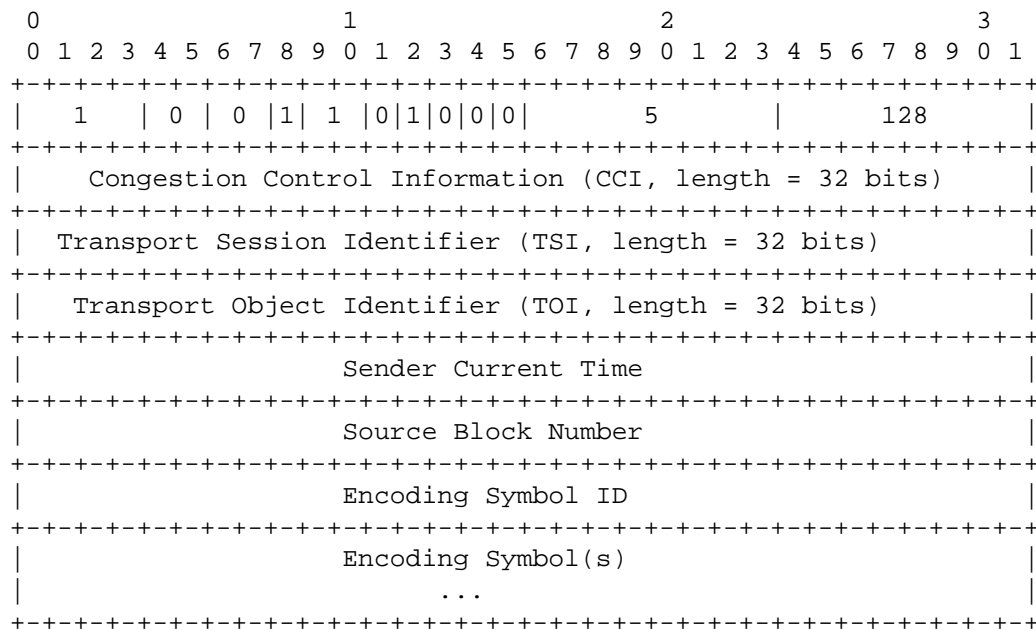 0                   1                   2                   3
 0 1 2 3 4 5 6 7 8 9 0 1 2 3 4 5 6 7 8 9 0 1 2 3 4 5 6 7 8 9 0 1
+-+-+-+-+-+-+-+-+-+-+-+-+-+-+-+-+-+-+-+-+-+-+-+-+-+-+-+-+-+-+-+-+
|   1   | 0 | 0 |1| 1 |0|1|0|0|0|       5       |      128      |
+-+-+-+-+-+-+-+-+-+-+-+-+-+-+-+-+-+-+-+-+-+-+-+-+-+-+-+-+-+-+-+-+
|    Congestion Control Information (CCI, length = 32 bits)     |
+-+-+-+-+-+-+-+-+-+-+-+-+-+-+-+-+-+-+-+-+-+-+-+-+-+-+-+-+-+-+-+-+
|  Transport Session Identifier (TSI, length = 32 bits)         |
+-+-+-+-+-+-+-+-+-+-+-+-+-+-+-+-+-+-+-+-+-+-+-+-+-+-+-+-+-+-+-+-+
|   Transport Object Identifier (TOI, length = 32 bits)         |
+-+-+-+-+-+-+-+-+-+-+-+-+-+-+-+-+-+-+-+-+-+-+-+-+-+-+-+-+-+-+-+-+
|                    Sender Current Time                        |
+-+-+-+-+-+-+-+-+-+-+-+-+-+-+-+-+-+-+-+-+-+-+-+-+-+-+-+-+-+-+-+-+
|                    Source Block Number                        |
+-+-+-+-+-+-+-+-+-+-+-+-+-+-+-+-+-+-+-+-+-+-+-+-+-+-+-+-+-+-+-+-+
|                    Encoding Symbol ID                         |
+-+-+-+-+-+-+-+-+-+-+-+-+-+-+-+-+-+-+-+-+-+-+-+-+-+-+-+-+-+-+-+-+
|                    Encoding Symbol(s)                         |
|                          ...                                  |
+-+-+-+-+-+-+-+-+-+-+-+-+-+-+-+-+-+-+-+-+-+-+-+-+-+-+-+-+-+-+-+-+